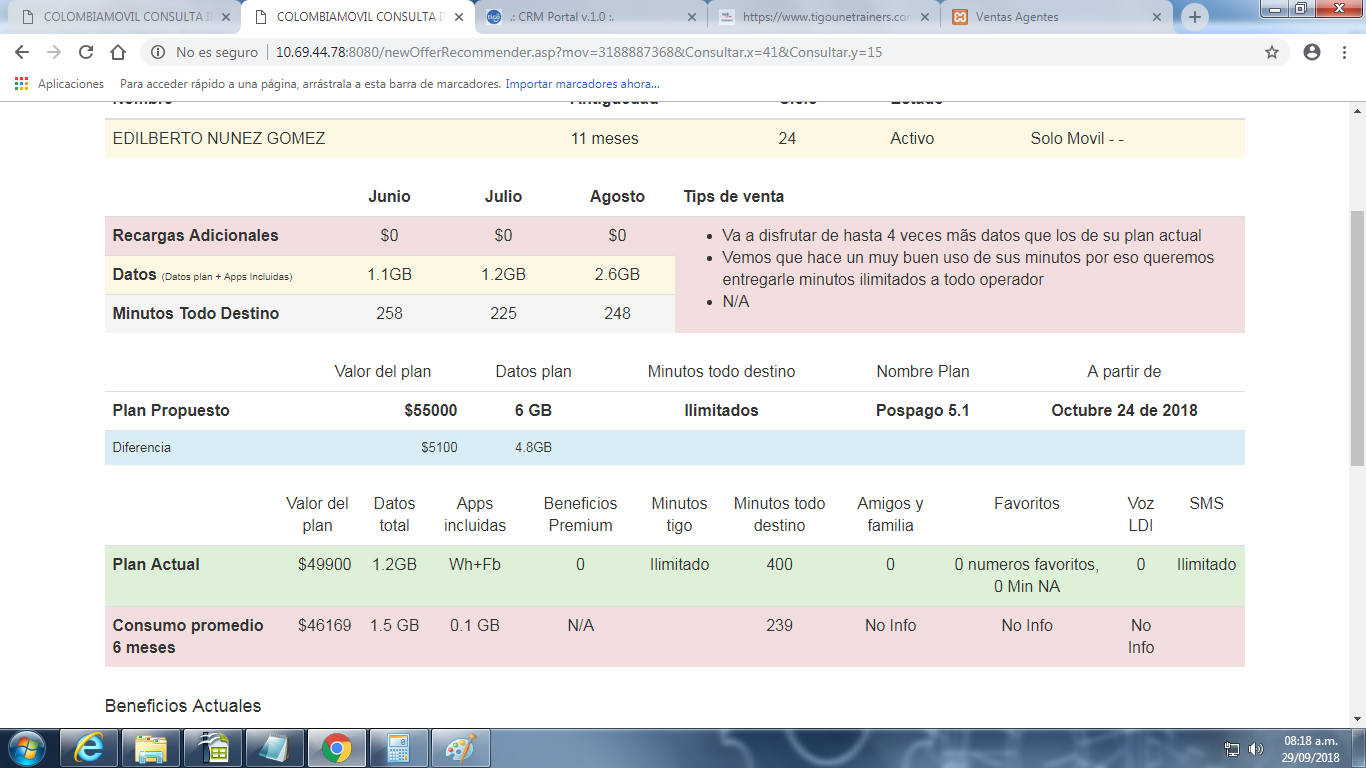 COLOMBIAMOVIL CONSULTA I
COLOMBIAMOVIL CONSULTA I
.: CRM Portal v.1.0 :.
https://www.tigounetrainers.co
Ventas Agentes
No es seguro | 10.69.44.78:8080/newOfferRecommender.asp?mov=3188887368&Consultar.x=41&Consultar.y=15
Aplicaciones Para acceder rápido a una página, arrástrala a esta barra de marcadores. Importar marcadores ahora...
Nombre Antiguedad Ciclo Estado
EDILBERTO NUNEZ GOMEZ 11 meses 24 Activo Solo Movil - -
Junio Julio Agosto Tips de venta
Recargas Adicionales $0 $0 $0
Datos (Datos plan + Apps Incluidas) 1.1GB 1.2GB 2.6GB
Minutos Todo Destino 258 225 248
• Va a disfrutar de hasta 4 veces mãs datos que los de su plan actual
• Vemos que hace un muy buen uso de sus minutos por eso queremos
entregarle minutos ilimitados a todo operador
• N/A
Valor del plan Datos plan Minutos todo destino Nombre Plan A partir de
Plan Propuesto $55000 6 GB Ilimitados Pospago 5.1 Octubre 24 de 2018
Diferencia $5100 4.8GB
Valor del plan Datos total Apps incluidas Beneficios Premium Minutos tigo Minutos todo destino Amigos y familia Favoritos Voz LDI SMS
Plan Actual $49900 1.2GB Wh+Fb 0 Ilimitado 400 0 0 numeros favoritos, 0 Min NA 0 Ilimitado
Consumo promedio 6 meses $46169 1.5 GB 0.1 GB N/A 239 No Info No Info No Info
Beneficios Actuales
08:18 a.m.
29/09/2018